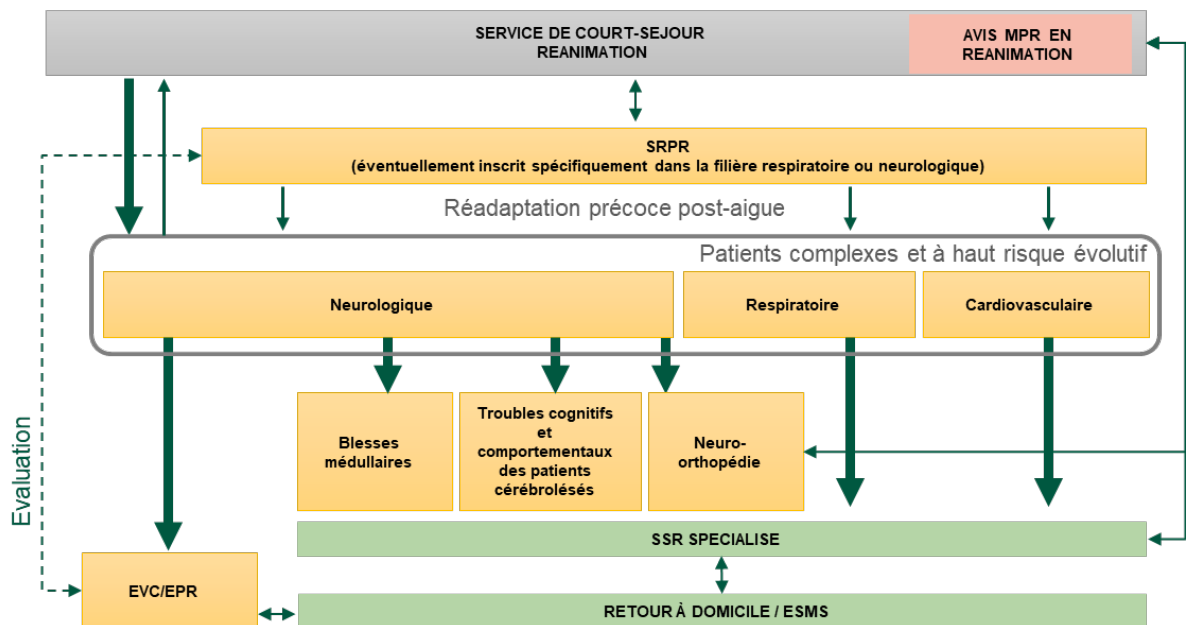 SERVICE DE COURT-SEJOUR
REANIMATION
AVIS MPR EN
REANIMATION
SRPR
(éventuellement inscrit spécifiquement dans la filière respiratoire ou neurologique)
Réadaptation précoce post-aigue
Patients complexes et à haut risque évolutif
Neurologique
Respiratoire
Cardiovasculaire
Blesses
médullaires
Troubles cognitifs
et
comportementaux
des patients
cérébrolésés
Neuro-
orthopédie
Evaluation
SSR SPECIALISE
EVC/EPR
RETOUR À DOMICILE / ESMS